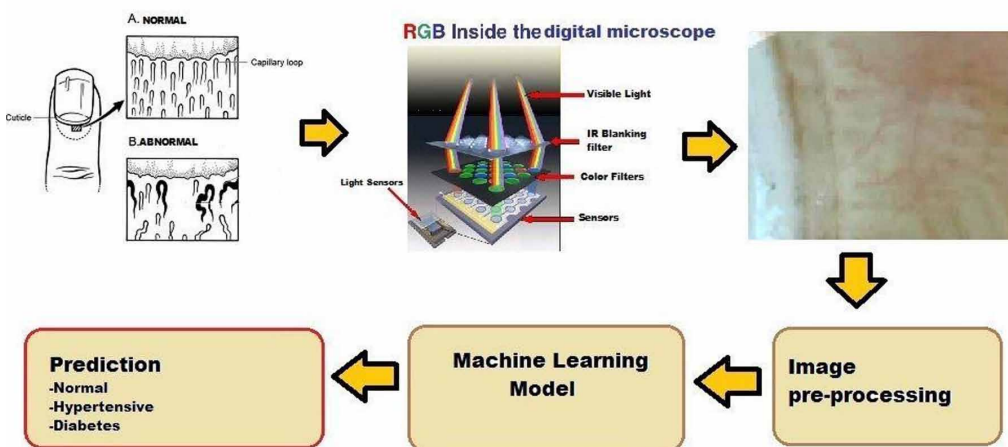 A. NORMAL
Capillary loop
Cuticle
B.ABNORMAL
RGB Inside the digital microscope
Visible Light
IR Blanking
filter
Color Filters
Light Sensors
Sensors
Image
pre-processing
Machine Learning
Model
Prediction
-Normal
-Hypertensive
-Diabetes